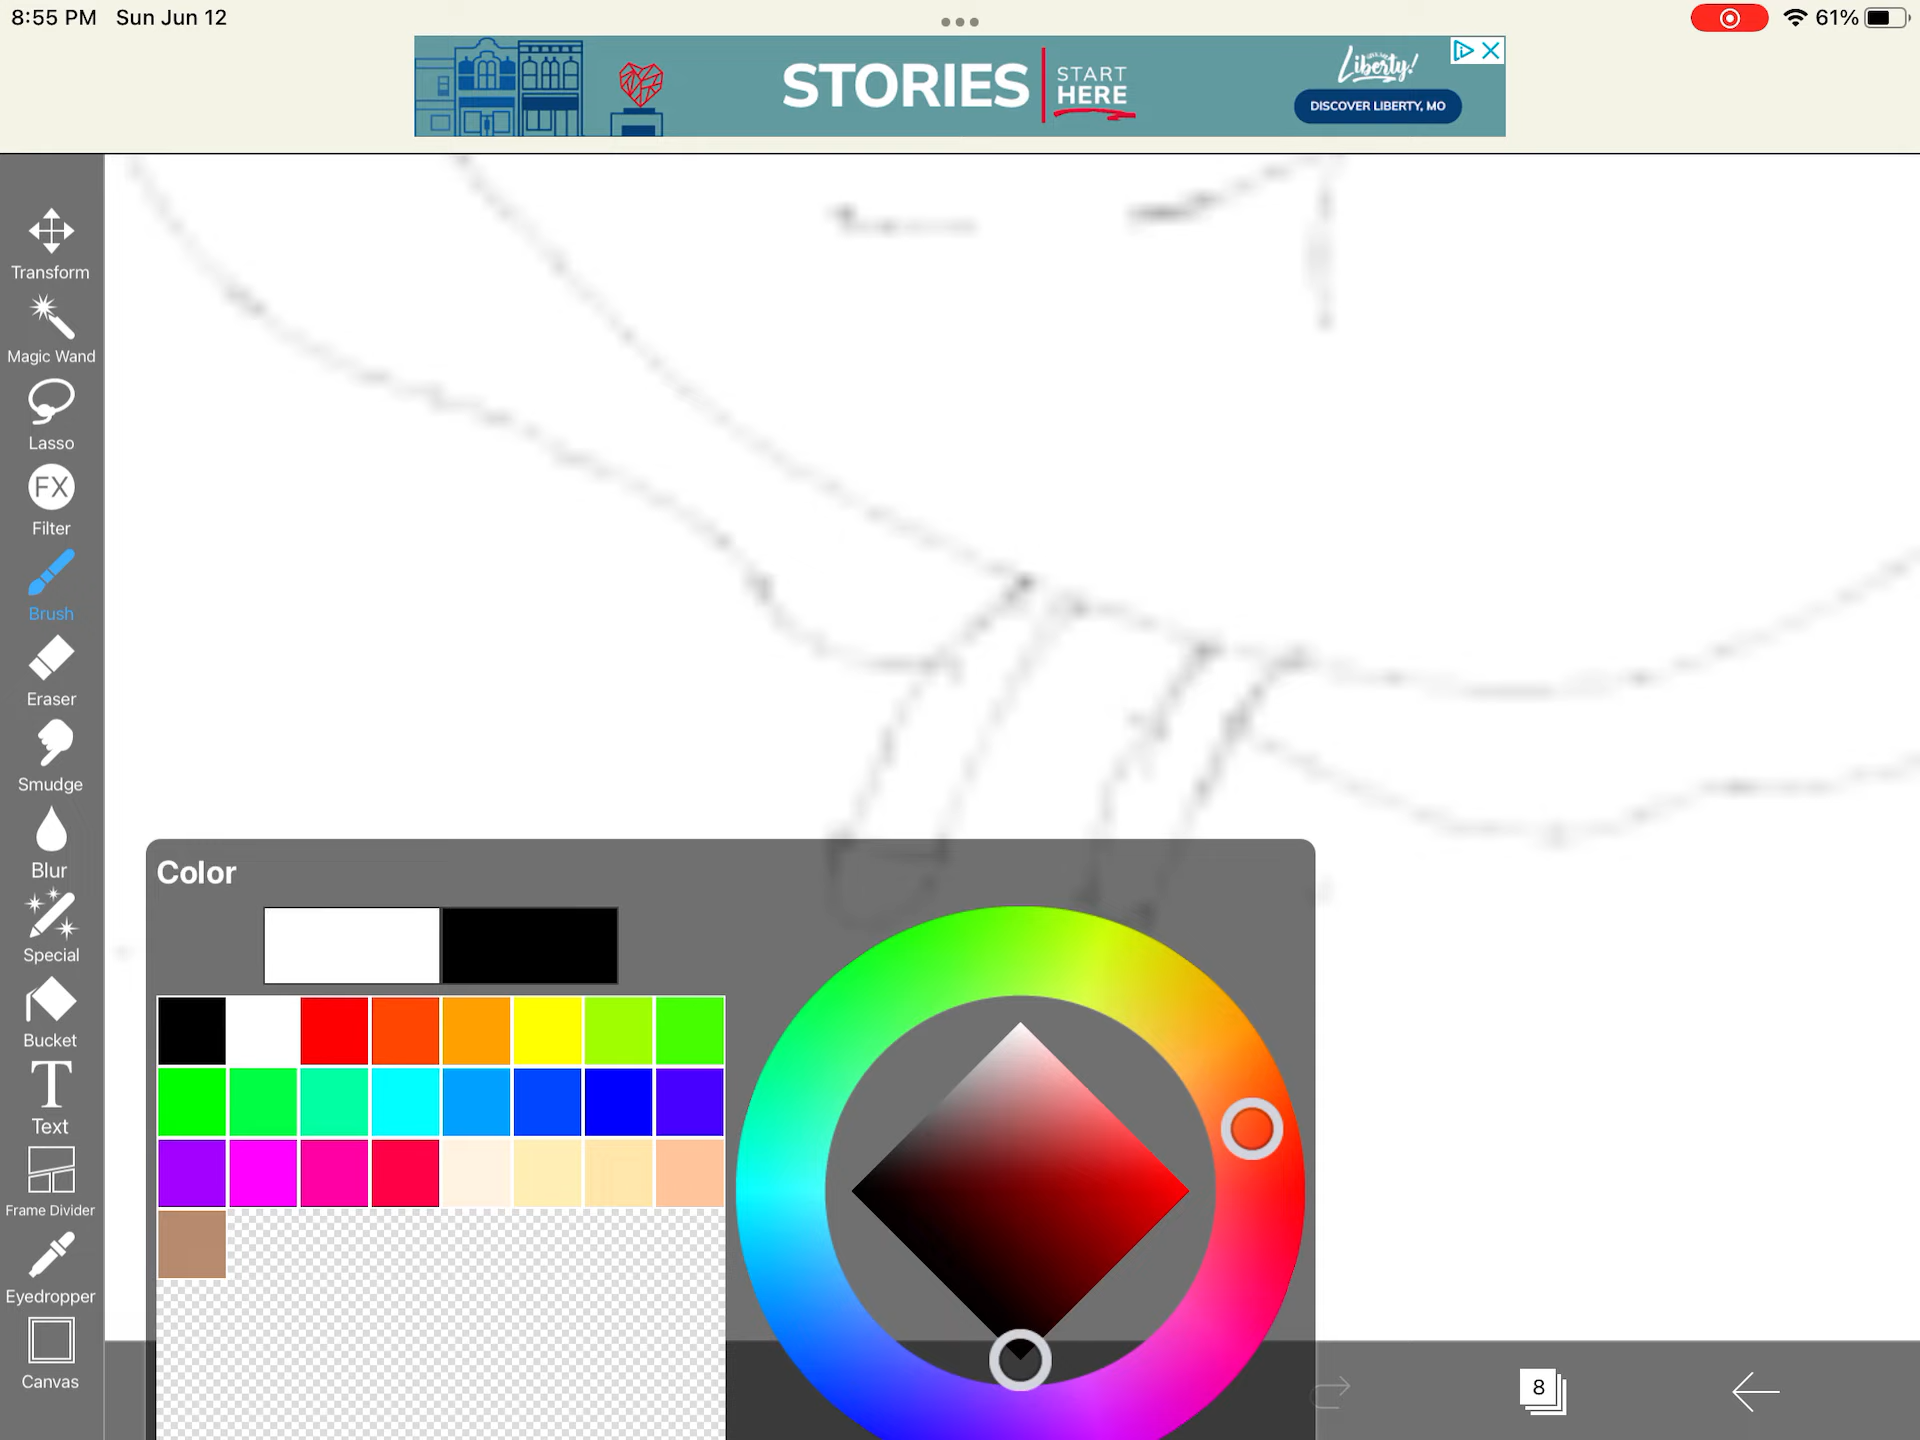 8:55 PM Sun Jun 12
61%
STORIES
START
HERE
Liberty!
DISCOVER LIBERTY, MO
Transform
Magic Wand
Lasso
FX
Filter
Brush
Eraser
Smudge
Blur
Special
Bucket
T
Text
Frame Divider
Eyedropper
Canvas
Color
8